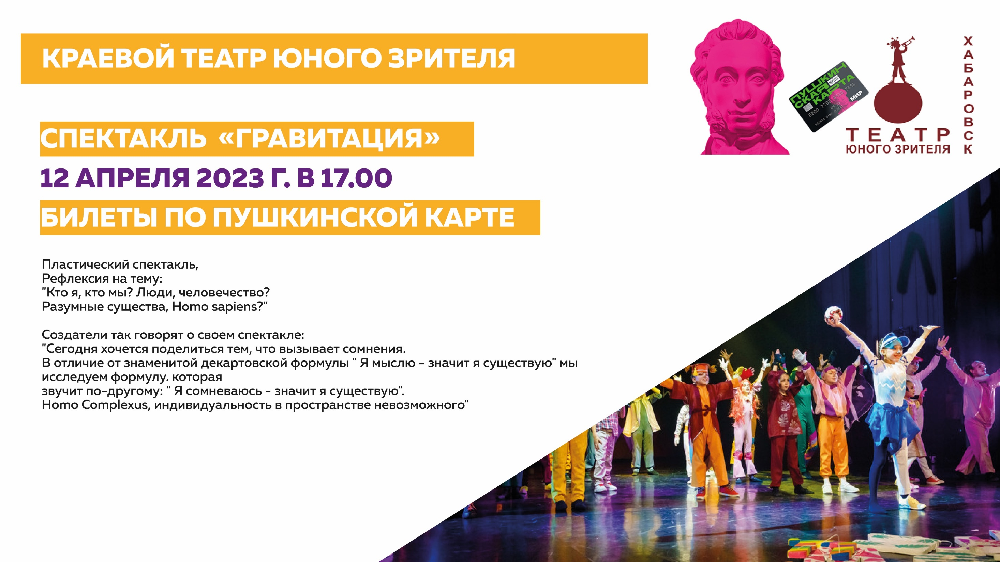 КРАЕВОЙ ТЕАТР ЮНОГО ЗРИТЕЛЯ
СПЕКТАКЛЬ «ГРАВИТАЦИЯ»
12 АПРЕЛЯ 2023 Г. В 17.00
БИЛЕТЫ ПО ПУШКИНСКОЙ КАРТЕ
Пластический спектакль,
Рефлексия на тему:
"Кто я, кто мы? Люди, человечество?
Разумные существа, Homo sapiens?"
Создатели так говорят о своем спектакле:
"Сегодня хочется поделиться тем, что вызывает сомнения.
В отличие от знаменитой декартовской формулы " Я мыслю - значит я существую" мы
исследуем формулу. которая
звучит по-другому: " Я сомневаюсь - значит я существую".
Homo Complexus, индивидуальность в пространстве невозможного"
ПУШКИН
СКАЯ
КАРТА
2200 7702
МИР
ТЕАТР
ЮНОГО ЗРИТЕЛЯ
ХАБАРОВСК